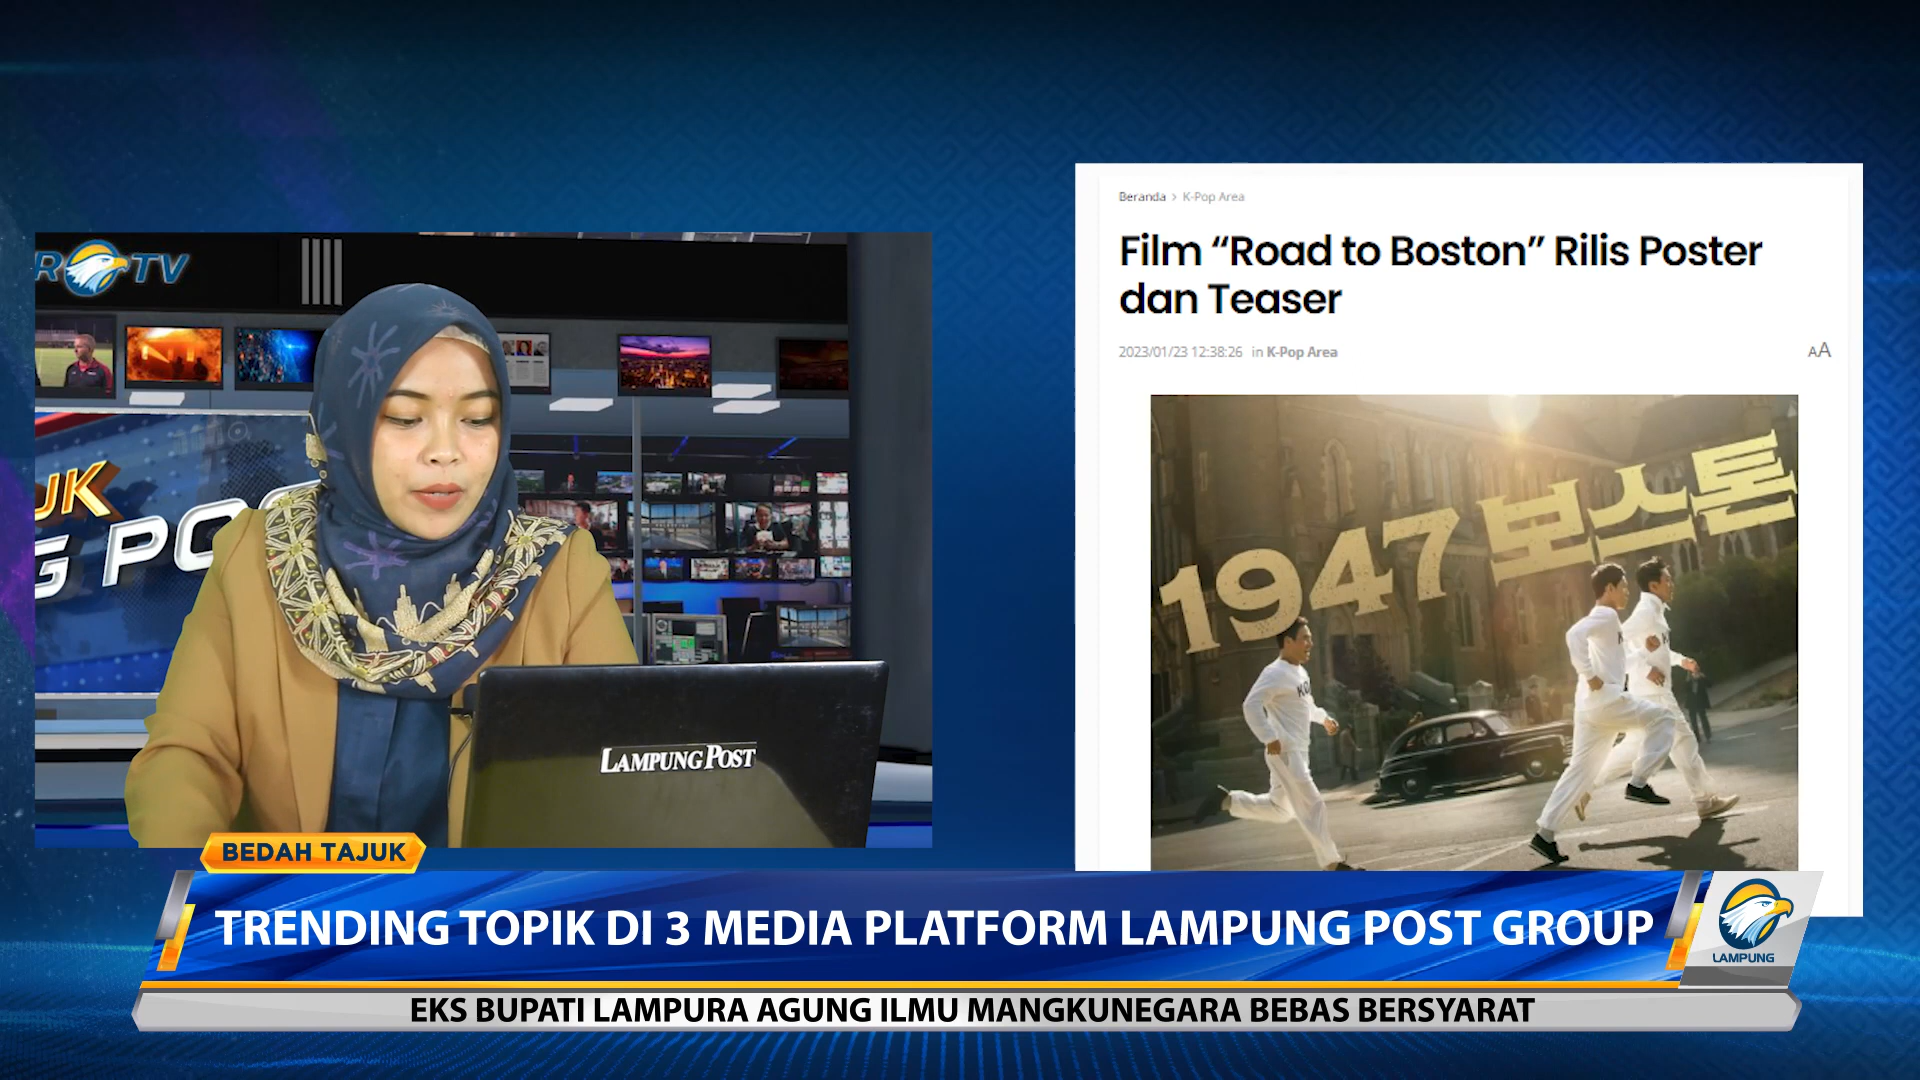 R TV
UK
G PO
LAMPUNG POST
Beranda > K-Pop Area
Film “Road to Boston” Rilis Poster
dan Teaser
2023/01/23 12:38:26 in K-Pop Area
AA
1947 보스톤
KO
BEDAH TAJUK
TRENDING TOPIK DI 3 MEDIA PLATFORM LAMPUNG POST GROUP
LAMPUNG
EKS BUPATI LAMPURA AGUNG ILMU MANGKUNEGARA BEBAS BERSYARAT